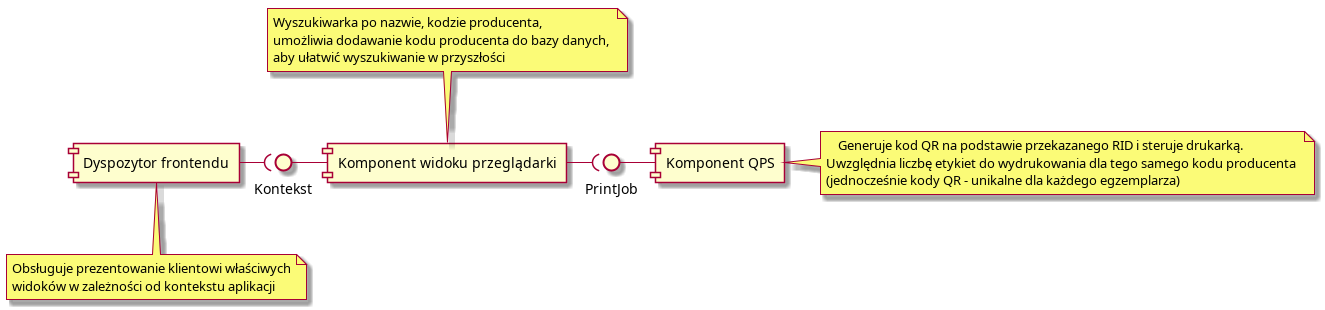 Wyszukiwarka po nazwie, kodzie producenta,
umożliwia dodawanie kodu producenta do bazy danych,
aby ułatwić wyszukiwanie w przyszłości
Dyspozytor frontendu
Kontekst
Komponent widoku przeglądarki
PrintJob
Komponent QPS
Generuje kod QR na podstawie przekazanego RID i steruje drukarką.
Uwzględnia liczbę etykiet do wydrukowania dla tego samego kodu producenta
(jednocześnie kody QR - unikalne dla każdego egzemplarza)
Obsługuje prezentowanie klientowi właściwych
widoków w zależności od kontekstu aplikacji